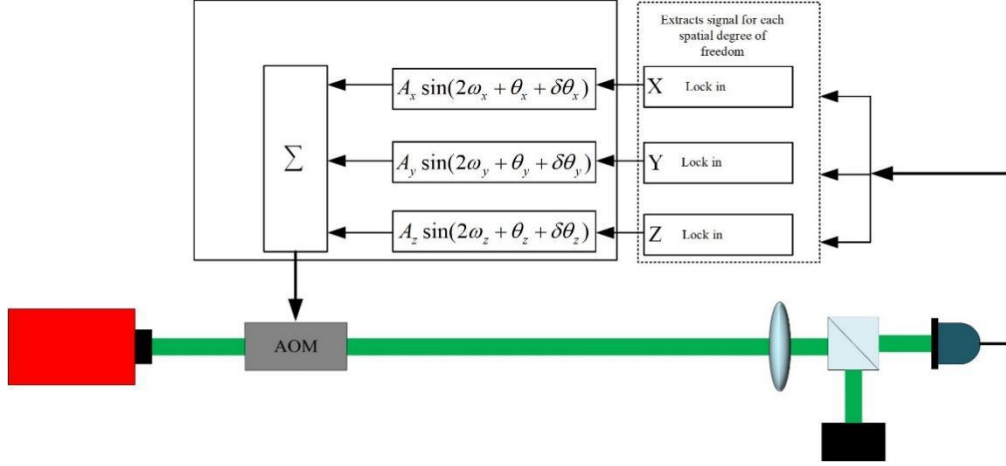 Extracts signal for each
spatial degree of
freedom
A_x sin(2ω_x + θ_x + δθ_x)
X Lock in
Σ
A_y sin(2ω_y + θ_y + δθ_y)
Y Lock in
A_z sin(2ω_z + θ_z + δθ_z)
Z Lock in
AOM